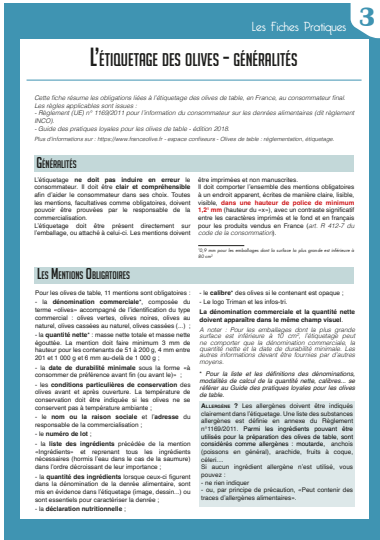 Les Fiches Pratiques
3
L'ÉTIQUETAGE DES OLIVES - GÉNÉRALITÉS
Cette fiche résume les obligations liées à l'étiquetage des olives de table, en France, au consommateur final.
Les règles applicables sont issues :
- Règlement (UE) n° 1169/2011 pour l'information du consommateur sur les denrées alimentaires (dit règlement
INCO).
- Guide des pratiques loyales pour les olives de table - édition 2018.
Plus d'informations sur : https://www.franceolive.fr - espace confiseurs - Olives de table : réglementation, étiquetage.
GÉNÉRALITÉS
L'étiquetage ne doit pas induire en erreur le
consommateur. Il doit être clair et compréhensible
afin d'aider le consommateur dans ses choix. Toutes
les mentions, facultatives comme obligatoires, doivent
pouvoir être prouvées par le responsable de la
commercialisation.
L'étiquetage doit être présent directement sur
l'emballage, ou attaché à celui-ci. Les mentions doivent
être imprimées et non manuscrites.
Il doit comporter l'ensemble des mentions obligatoires
à un endroit apparent, écrites de manière claire, lisible,
visible, dans une hauteur de police de minimum
1,2¹ mm (hauteur du «x»), avec un contraste significatif
entre les caractères imprimés et le fond et en français
pour les produits vendus en France (art. R 412-7 du
code de la consommation).
¹0,9 mm pour les emballages dont la surface la plus grande est inférieure à
80 cm²
LES MENTIONS OBLIGATOIRES
Pour les olives de table, 11 mentions sont obligatoires :
- la dénomination commerciale*, composée du
terme «olives» accompagné de l'identification du type
commercial : olives vertes, olives noires, olives au
naturel, olives cassées au naturel, olives cassées (...) ;
- la quantité nette* : masse nette totale et masse nette
égouttée. La mention doit faire minimum 3 mm de
hauteur pour les contenants de 51 à 200 g, 4 mm entre
201 et 1 000 g et 6 mm au-delà de 1 000 g ;
- la date de durabilité minimale sous la forme «à
consommer de préférence avant fin (ou avant le)» ;
- les conditions particulières de conservation des
olives avant et après ouverture. La température de
conservation doit être indiquée si les olives ne se
conservent pas à température ambiante ;
- le nom ou la raison sociale et l'adresse du
responsable de la commercialisation ;
- le numéro de lot ;
- la liste des ingrédients précédée de la mention
«Ingrédients» et reprenant tous les ingrédients
nécessaires (hormis l'eau dans le cas de la saumure)
dans l'ordre décroissant de leur importance ;
- la quantité des ingrédients lorsque ceux-ci figurent
dans la dénomination de la denrée alimentaire, sont
mis en évidence dans l'étiquetage (image, dessin...) ou
sont essentiels pour caractériser la denrée ;
- la déclaration nutritionnelle ;
- le calibre* des olives si le contenant est opaque ;
- Le logo Triman et les infos-tri.
La dénomination commerciale et la quantité nette
doivent apparaître dans le même champ visuel.
A noter : Pour les emballages dont la plus grande
surface est inférieure à 10 cm², l'étiquetage peut
ne comporter que la dénomination commerciale, la
quantité nette et la date de durabilité minimale. Les
autres informations devant être fournies par d'autres
moyens.
* Pour la liste et les définitions des dénominations,
modalités de calcul de la quantité nette, calibres... se
référer au Guide des pratiques loyales pour les olives
de table.
ALLERGÈNE ? Les allergènes doivent être indiqués
clairement dans l'étiquetage. Une liste des substances
allergènes est définie en annexe du Règlement
n°1169/2011. Parmi les ingrédients pouvant être
utilisés pour la préparation des olives de table, sont
considérés comme allergènes : moutarde, anchois
(poissons en général), arachide, fruits à coque,
céleri....
Si aucun ingrédient allergène n'est utilisé, vous
pouvez :
- ne rien indiquer
- ou, par principe de précaution, «Peut contenir des
traces d'allergènes alimentaires».